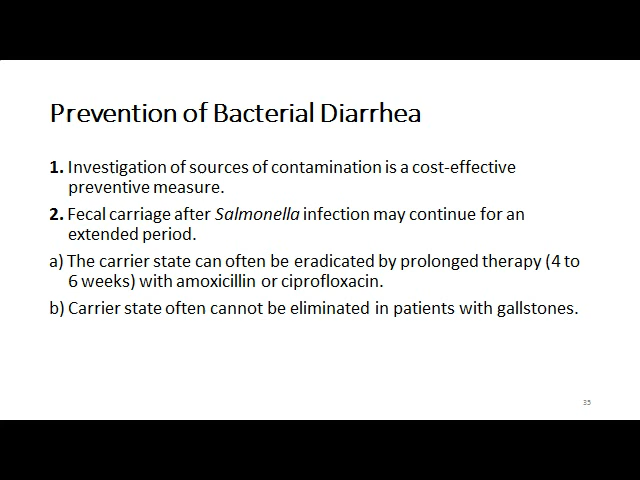 Prevention of Bacterial Diarrhea
1. Investigation of sources of contamination is a cost-effective
preventive measure.
2. Fecal carriage after Salmonella infection may continue for an
extended period.
a) The carrier state can often be eradicated by prolonged therapy (4 to
6 weeks) with amoxicillin or ciprofloxacin.
b) Carrier state often cannot be eliminated in patients with gallstones.
35